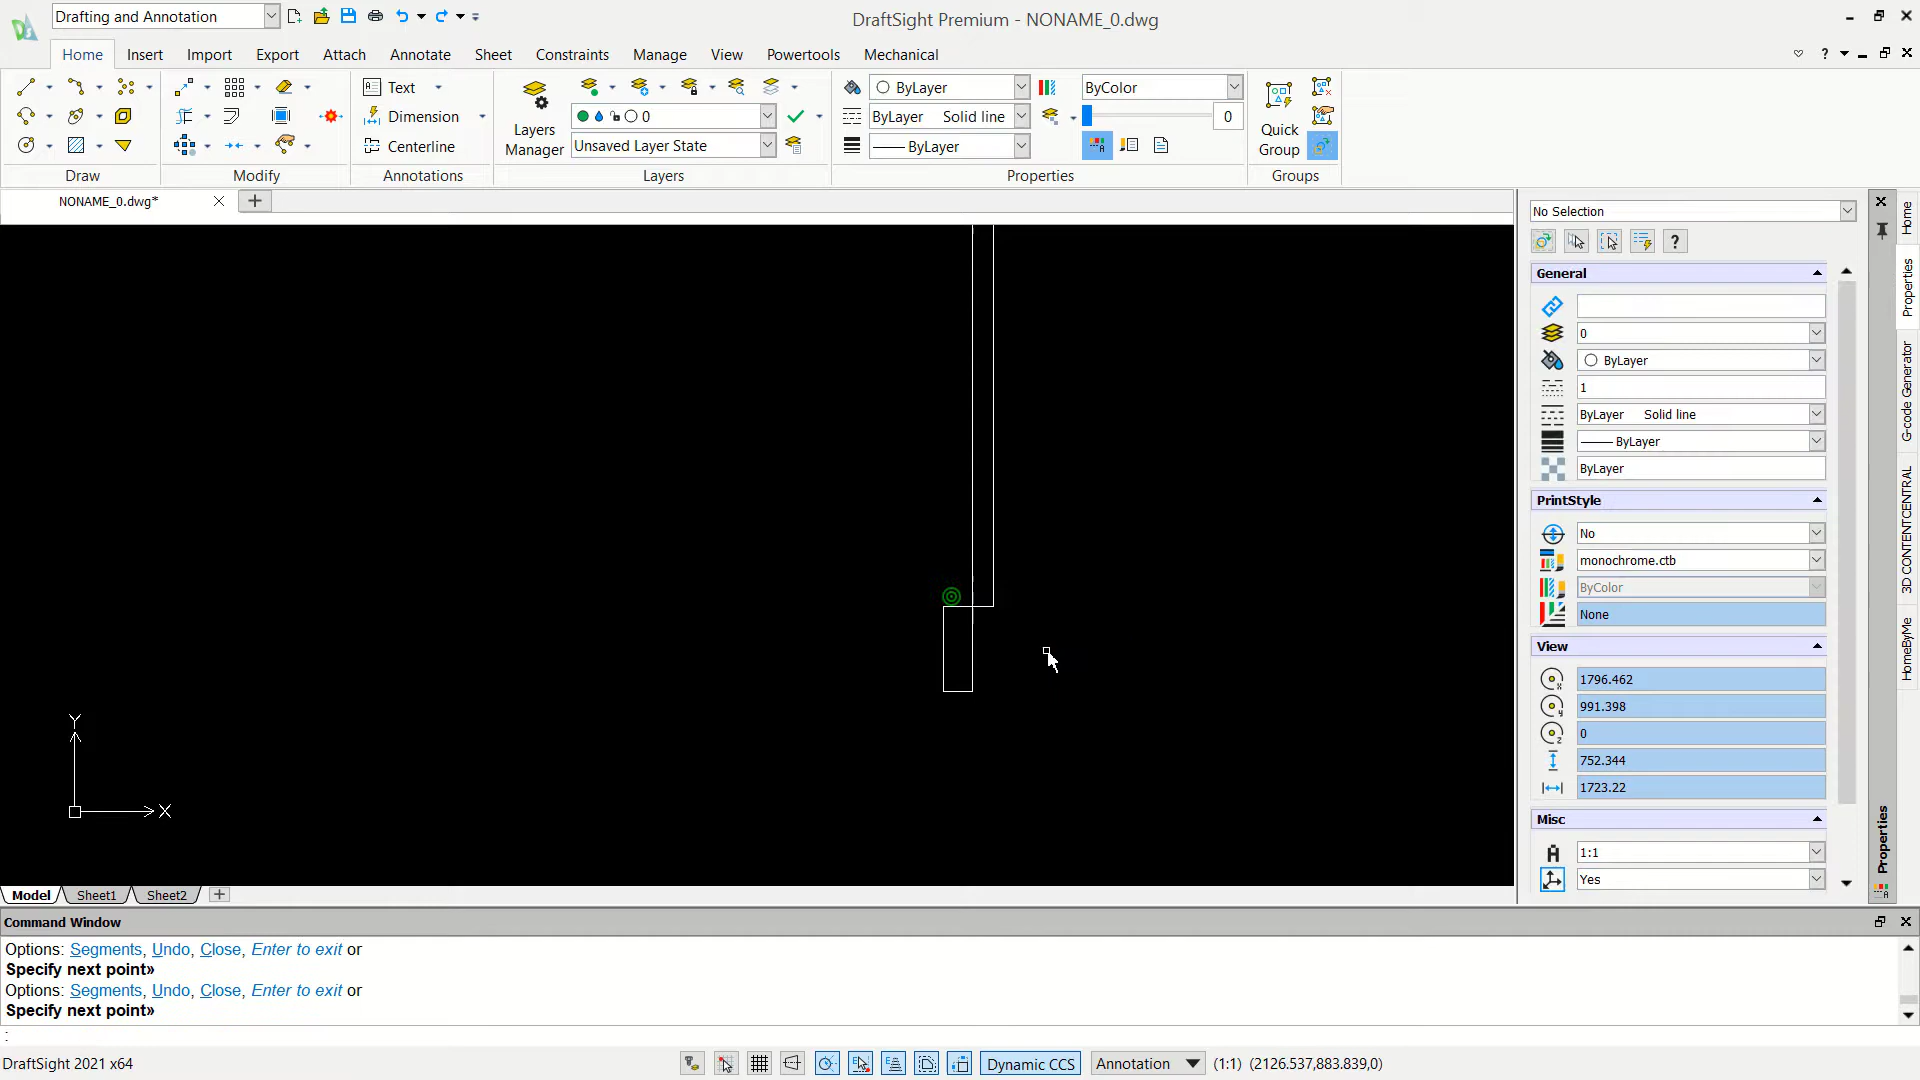 Drafting and Annotation
DraftSight Premium - NONAME_0.dwg
Home Insert Import Export Attach Annotate Sheet Constraints Manage View Powertools Mechanical
Text
Dimension
Centerline
Layers
Manager
0
Unsaved Layer State
ByLayer
ByLayer Solid line
ByLayer
ByColor
0
Quick
Group
Draw Modify Annotations Layers Properties Groups
NONAME_0.dwg*
Y
X
No Selection
General
0
ByLayer
1
ByLayer Solid line
ByLayer
ByLayer
PrintStyle
No
monochrome.ctb
ByColor
None
View
1796.462
991.398
0
752.344
1723.22
Misc
1:1
Yes
Properties
Home
Properties
G-code Generator
3D CONTENTCENTRAL
HomeByMe
Model Sheet1 Sheet2
Command Window
Options: Segments, Undo, Close, Enter to exit or
Specify next point»
Options: Segments, Undo, Close, Enter to exit or
Specify next point»
:
DraftSight 2021 x64
Dynamic CCS
Annotation
(1:1) (2126.537,883.839,0)